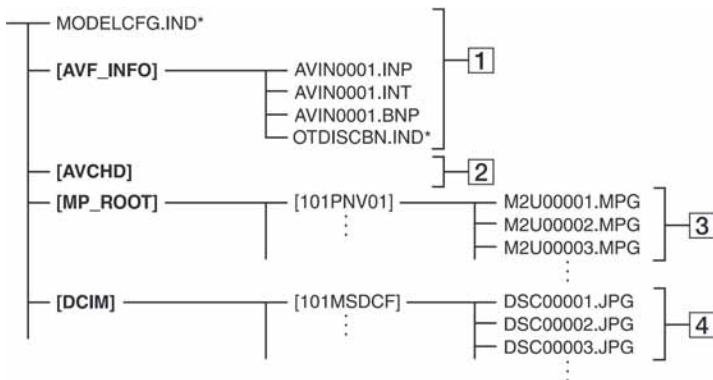 MODELCFG.IND*
[AVF_INFO] AVIN0001.INP
AVIN0001.INT
AVIN0001.BNP
OTDISCBN.IND*
1
[AVCHD] 2
[MP_ROOT] [101PNV01] M2U00001.MPG
M2U00002.MPG
M2U00003.MPG
3
[DCIM] [101MSDCF] DSC00001.JPG
DSC00002.JPG
DSC00003.JPG
4